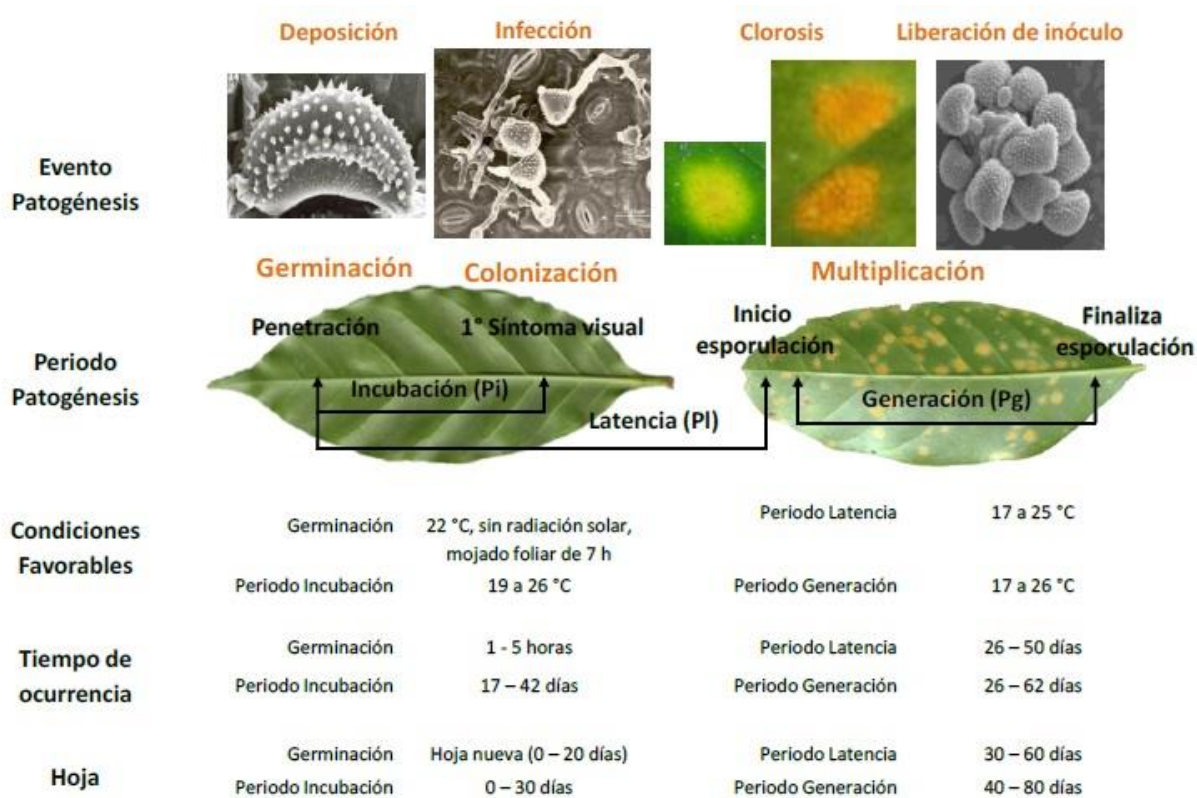 Deposición
Infección
Clorosis
Liberación de inóculo
Evento
Patogénesis
Germinación
Colonización
Multiplicación
Periodo
Patogénesis
Penetración
1° Síntoma visual
Incubación (Pi)
Latencia (Pl)
Inicio
esporulación
Finaliza
esporulación
Generación (Pg)
Condiciones
Favorables
Germinación
22 °C, sin radiación solar,
mojado foliar de 7 h
Periodo Latencia
17 a 25 °C
Periodo Incubación
19 a 26 °C
Periodo Generación
17 a 26 °C
Tiempo de
ocurrencia
Germinación
1 - 5 horas
Periodo Latencia
26 – 50 días
Periodo Incubación
17 – 42 días
Periodo Generación
26 – 62 días
Hoja
Germinación
Hoja nueva (0 – 20 días)
Periodo Latencia
30 – 60 días
Periodo Incubación
0 – 30 días
Periodo Generación
40 – 80 días